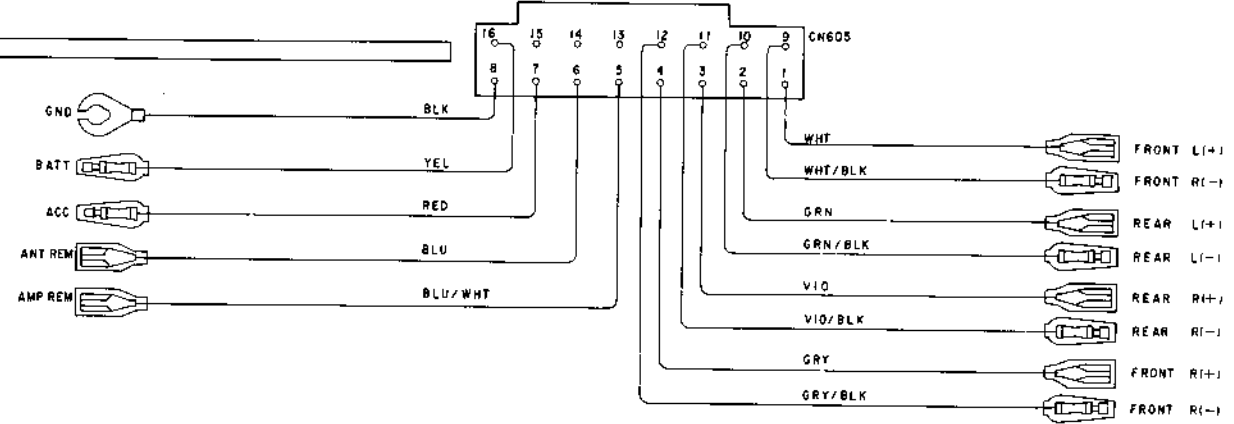 16 15 14 13 12 11 10 9 CN605
8 7 6 5 4 3 2 1
GND BLK
BATT YEL
ACC RED
ANT REM BLU
AMP REM BLU/WHT
WHT FRONT L(+)
WHT/BLK FRONT R(-)
GRN REAR L(+)
GRN/BLK REAR L(-)
VIO REAR R(+)
VIO/BLK REAR R(-)
GRY FRONT R(+)
GRY/BLK FRONT R(-)